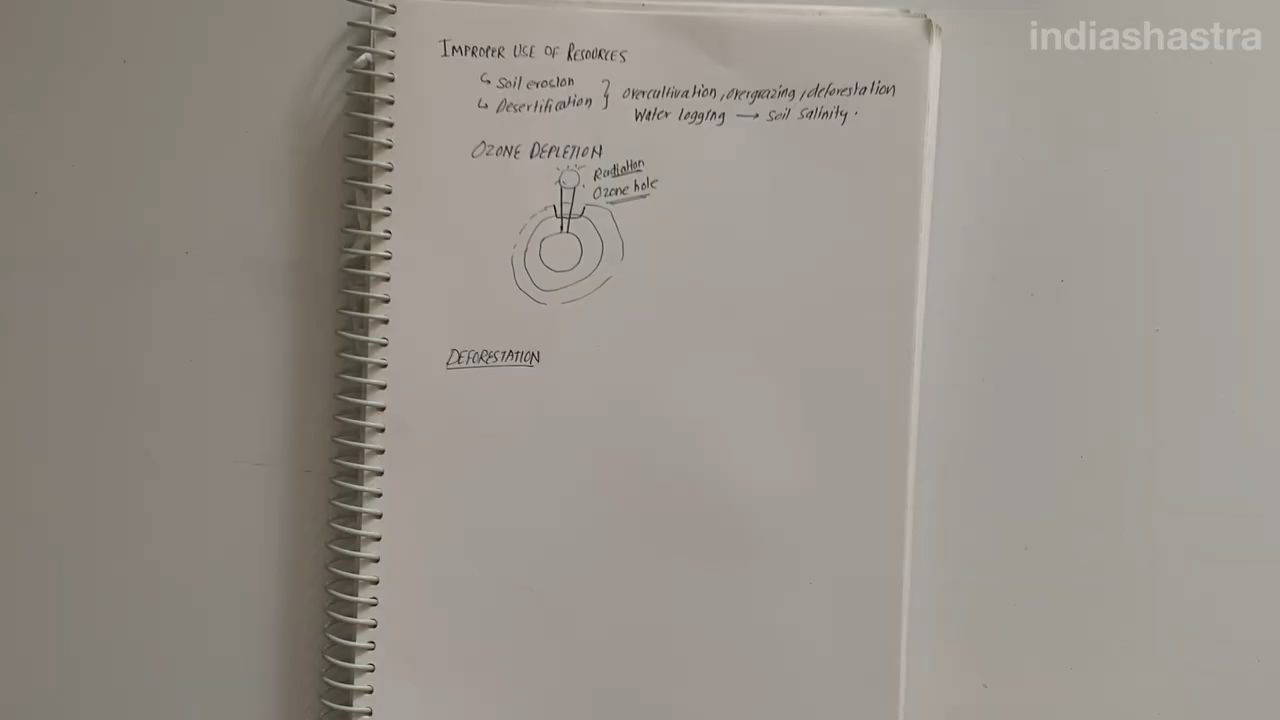 indiashastra
IMPROPER USE OF RESOURCES
↳ Soil erosion
↳ Desertification } overcultivation, overgrazing, deforestation
Water logging → Soil Salinity.
OZONE DEPLETION
Radiation
Ozone hole
DEFORESTATION